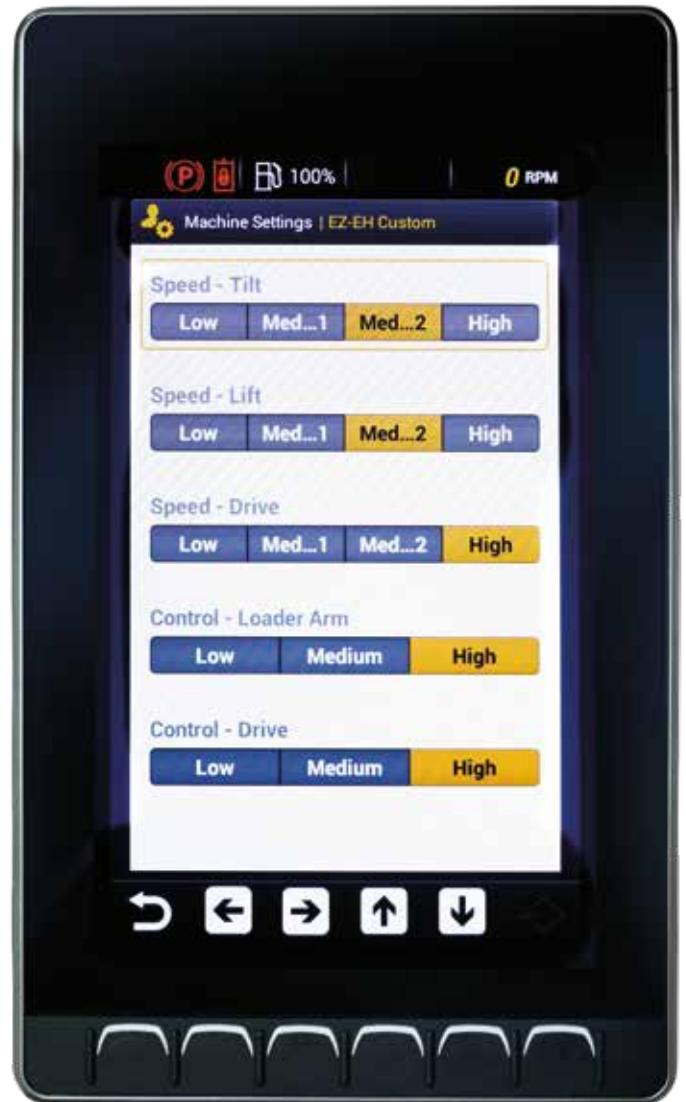 (P) 100% 0 RPM
Machine Settings | EZ-EH Custom
Speed - Tilt
Low Med...1 Med...2 High
Speed - Lift
Low Med...1 Med...2 High
Speed - Drive
Low Med...1 Med...2 High
Control - Loader Arm
Low Medium High
Control - Drive
Low Medium High